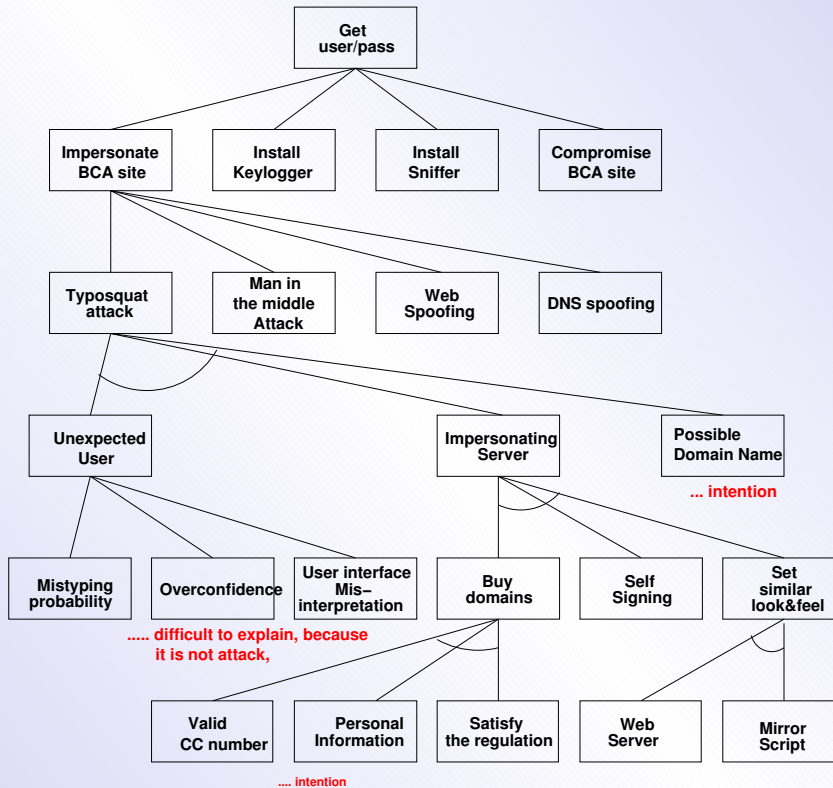 Get
user/pass
Impersonate
BCA site
Install
Keylogger
Install
Sniffer
Compromise
BCA site
Typosquat
attack
Man in
the middle
Attack
Web
Spoofing
DNS spoofing
Unexpected
User
Impersonating
Server
Possible
Domain Name
... intention
Mistyping
probability
Overconfidence
User interface
Mis−
interpretation
Buy
domains
Self
Signing
Set
similar
look&feel
..... difficult to explain, because
it is not attack,
Valid
CC number
Personal
Information
Satisfy
the regulation
Web
Server
Mirror
Script
.... intention